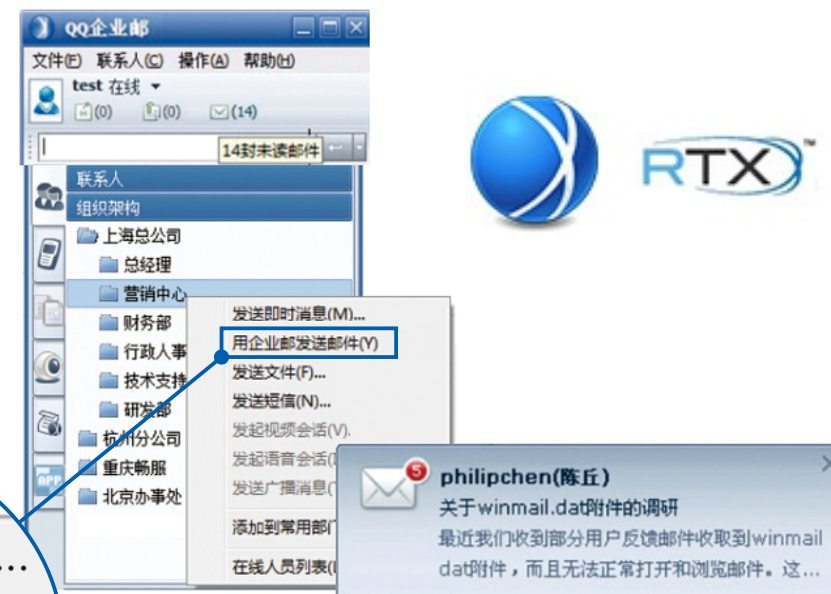 QQ企业邮
文件(F) 联系人(C) 操作(A) 帮助(H)
test 在线
(0) (0) (14)
14封未读邮件
联系人
组织架构
上海总公司
总经理
营销中心
财务部
行政人事
技术支持
研发部
杭州分公司
重庆畅服
北京办事处
APP
发送即时消息(M)...
用企业邮发送邮件(Y)
发送文件(F)...
发送短信(N)...
发起视频会话(V).
发起语音会话(
发送广播消息(
添加到常用部
在线人员列表(
...
RTX™
5
philipchen(陈丘)
关于winmail.dat附件的调研
最近我们收到部分用户反馈邮件收取到winmail
dat附件，而且无法正常打开和浏览邮件。这...